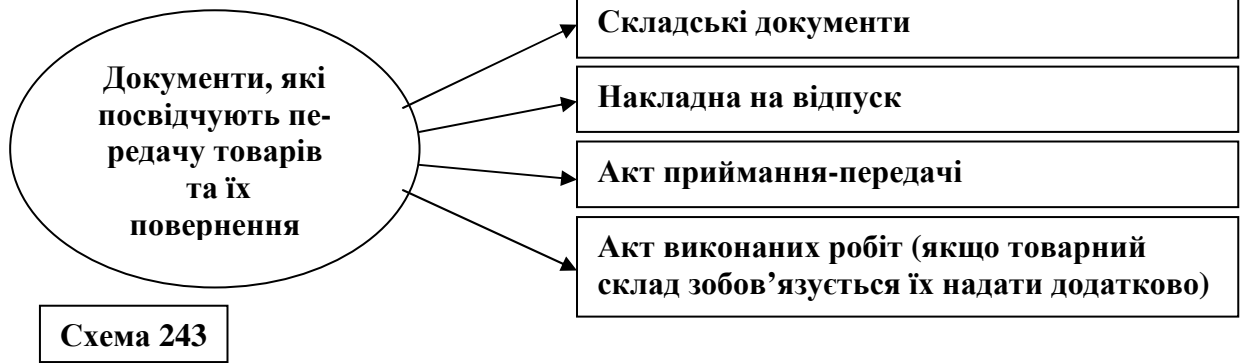 Документи, які
посвідчують пе-
редачу товарів
та їх
повернення
Складські документи
Накладна на відпуск
Акт приймання-передачі
Акт виконаних робіт (якщо товарний
склад зобов’язується їх надати додатково)
Схема 243